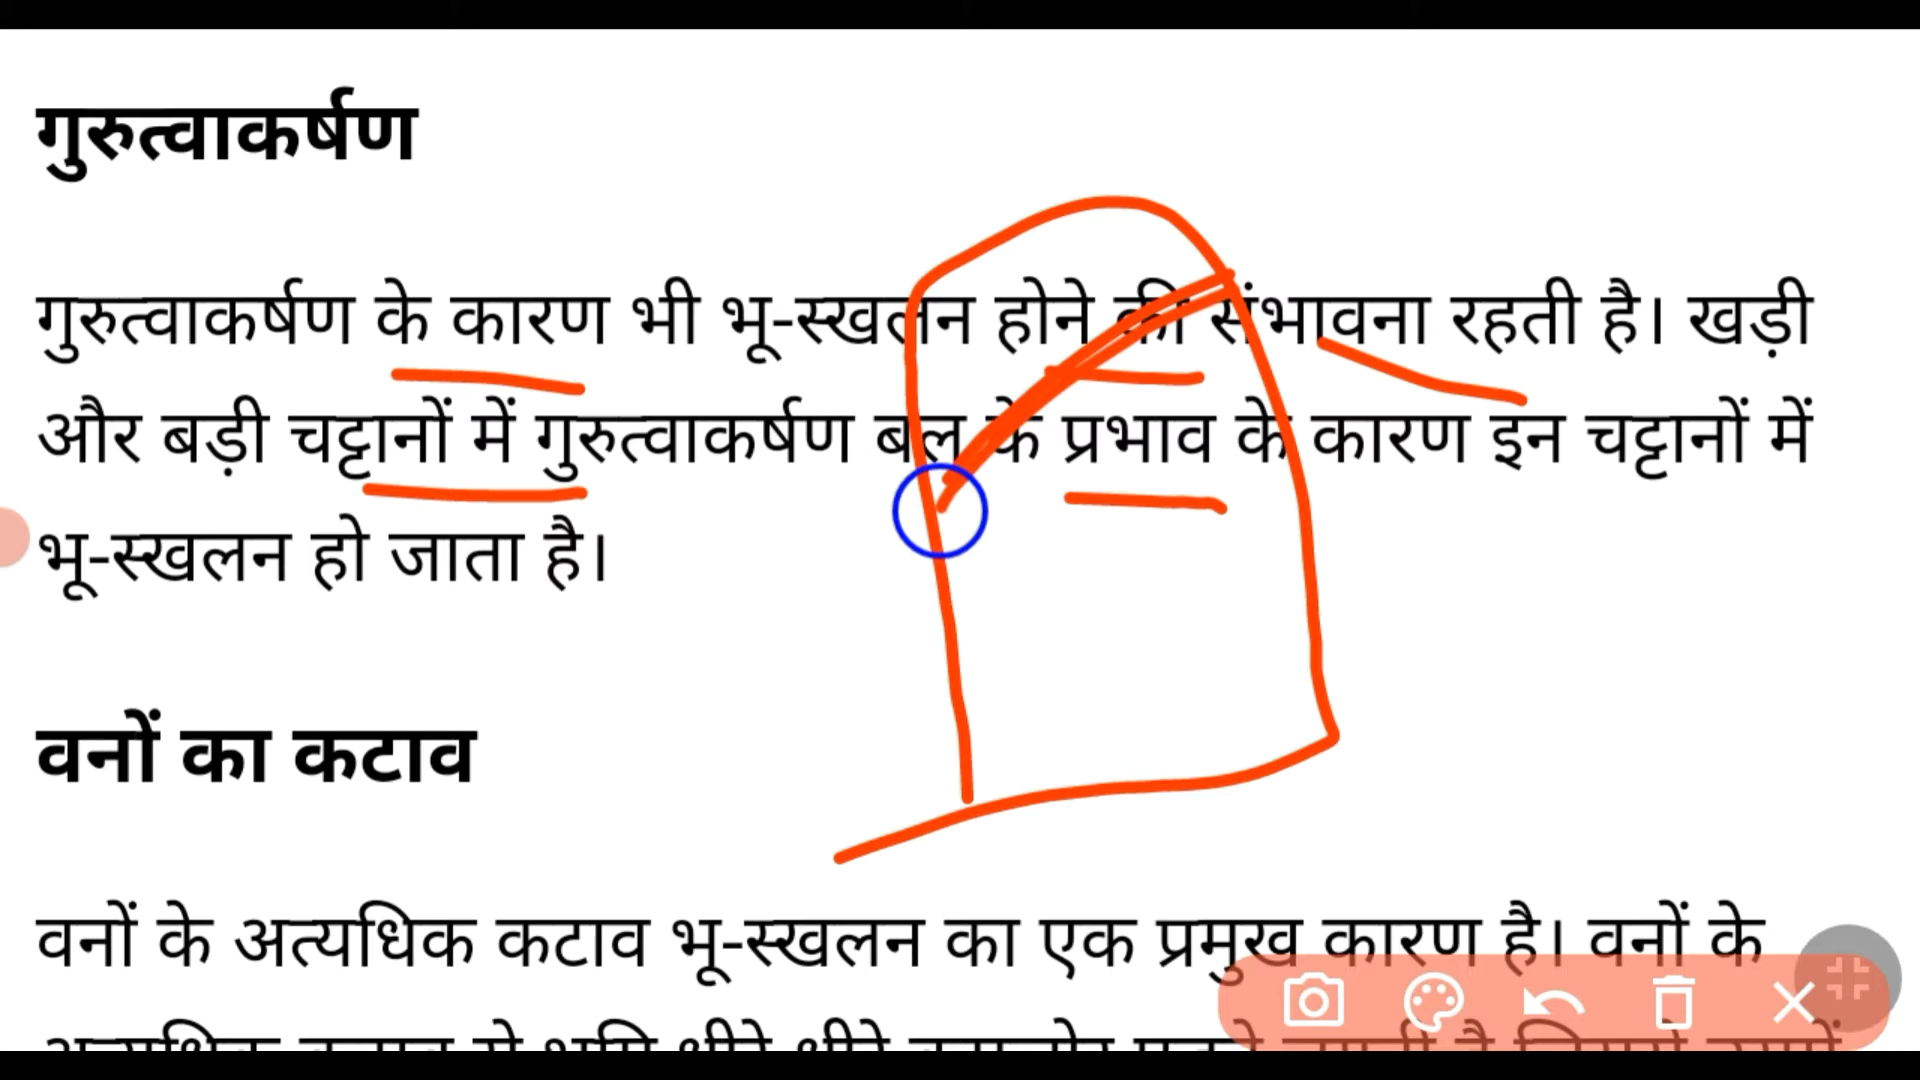 गुरुत्वाकर्षण
गुरुत्वाकर्षण के कारण भी भू-स्खलन होने की संभावना रहती है। खड़ी
और बड़ी चट्टानों में गुरुत्वाकर्षण बल के प्रभाव के कारण इन चट्टानों में
भू-स्खलन हो जाता है।
वनों का कटाव
वनों के अत्यधिक कटाव भू-स्खलन का एक प्रमुख कारण है। वनों के